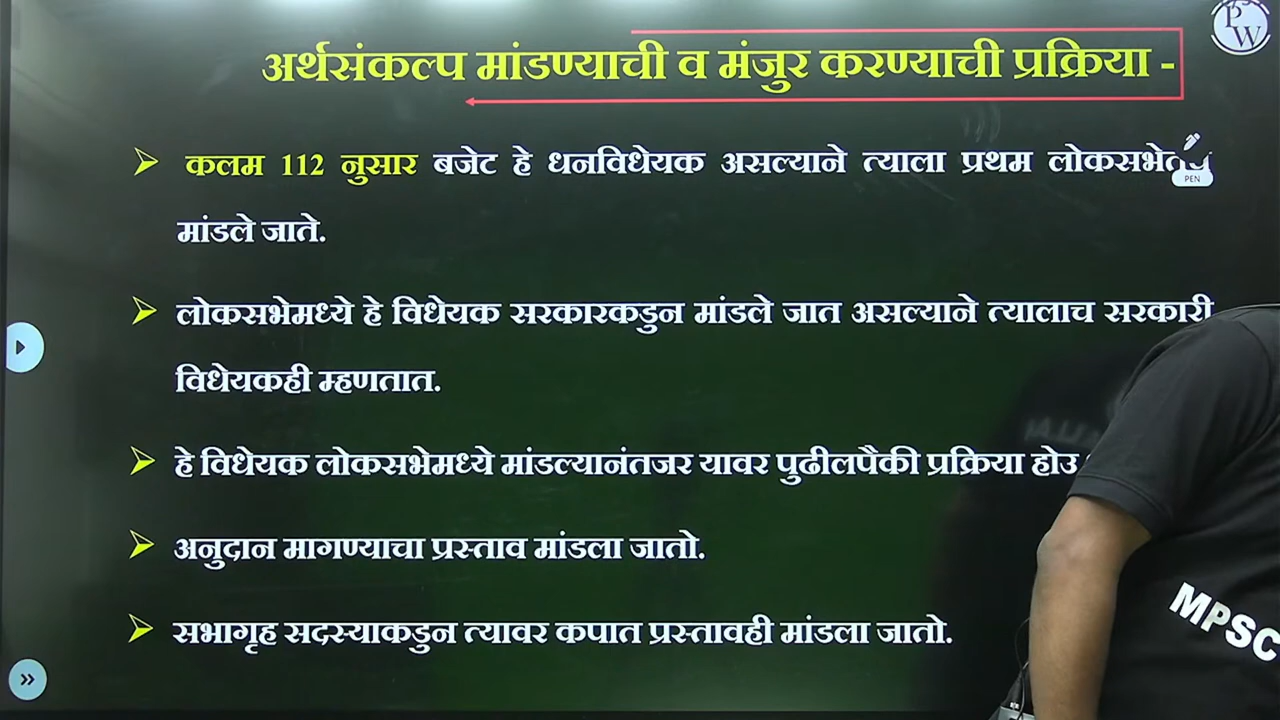 PW
अर्थसंकल्प मांडण्याची व मंजुर करण्याची प्रक्रिया -
➢ कलम 112 नुसार बजेट हे धनविधेयक असल्याने त्याला प्रथम
PEN
मांडले जाते.
➢ लोकसभेमध्ये हे विधेयक सरकारकडुन मांडले जात असल्याने त्यालाच सरकारी
विधेयकही म्हणतात.
➢ हे विधेयक लोकसभेमध्ये मांडल्यानंतजर यावर पुढीलपैकी प्रक्रिया होउ
➢ अनुदान मागण्याचा प्रस्ताव मांडला जातो.
➢ सभागृह सदस्याकडुन त्यावर कपात प्रस्तावही मांडला जातो.
MPSC